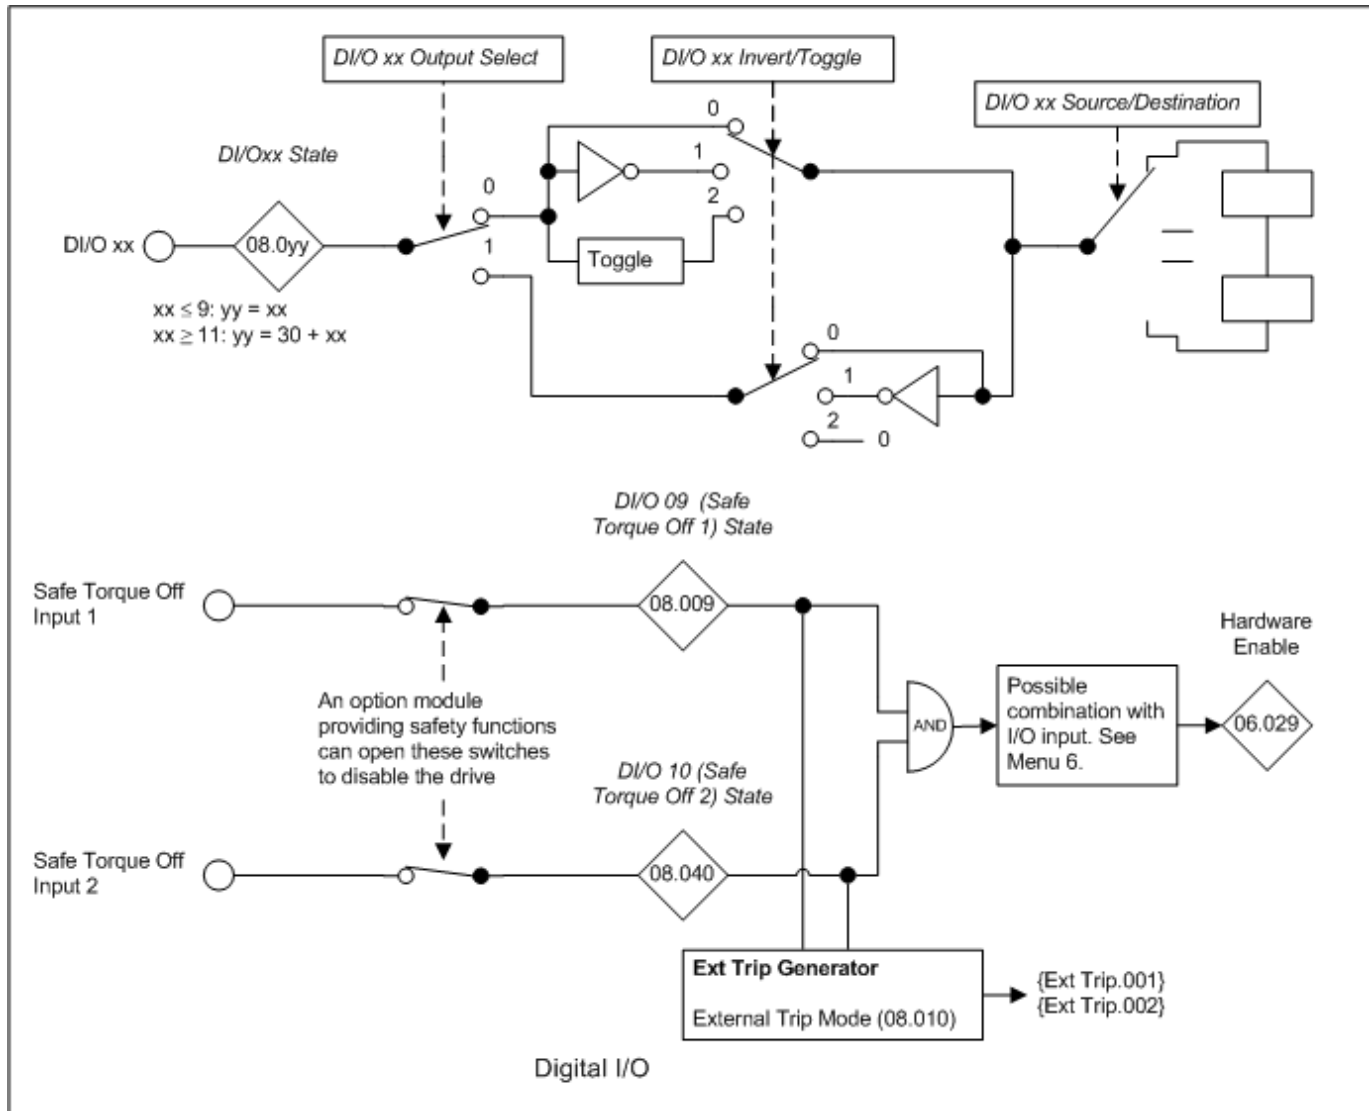 DI/O xx Output Select
DI/O xx Invert/Toggle
DI/O xx Source/Destination
0
1
2
DI/Oxx State
0
1
DI/O xx
08.0yy
Toggle
xx ≤ 9: yy = xx
xx ≥ 11: yy = 30 + xx
0
1
2
0
DI/O 09 (Safe
Torque Off 1) State
Safe Torque Off
Input 1
08.009
Hardware
Enable
An option module
providing safety functions
can open these switches
to disable the drive
AND
Possible
combination with
I/O input. See
Menu 6.
06.029
DI/O 10 (Safe
Torque Off 2) State
Safe Torque Off
Input 2
08.040
Ext Trip Generator
External Trip Mode (08.010)
{Ext Trip.001}
{Ext Trip.002}
Digital I/O